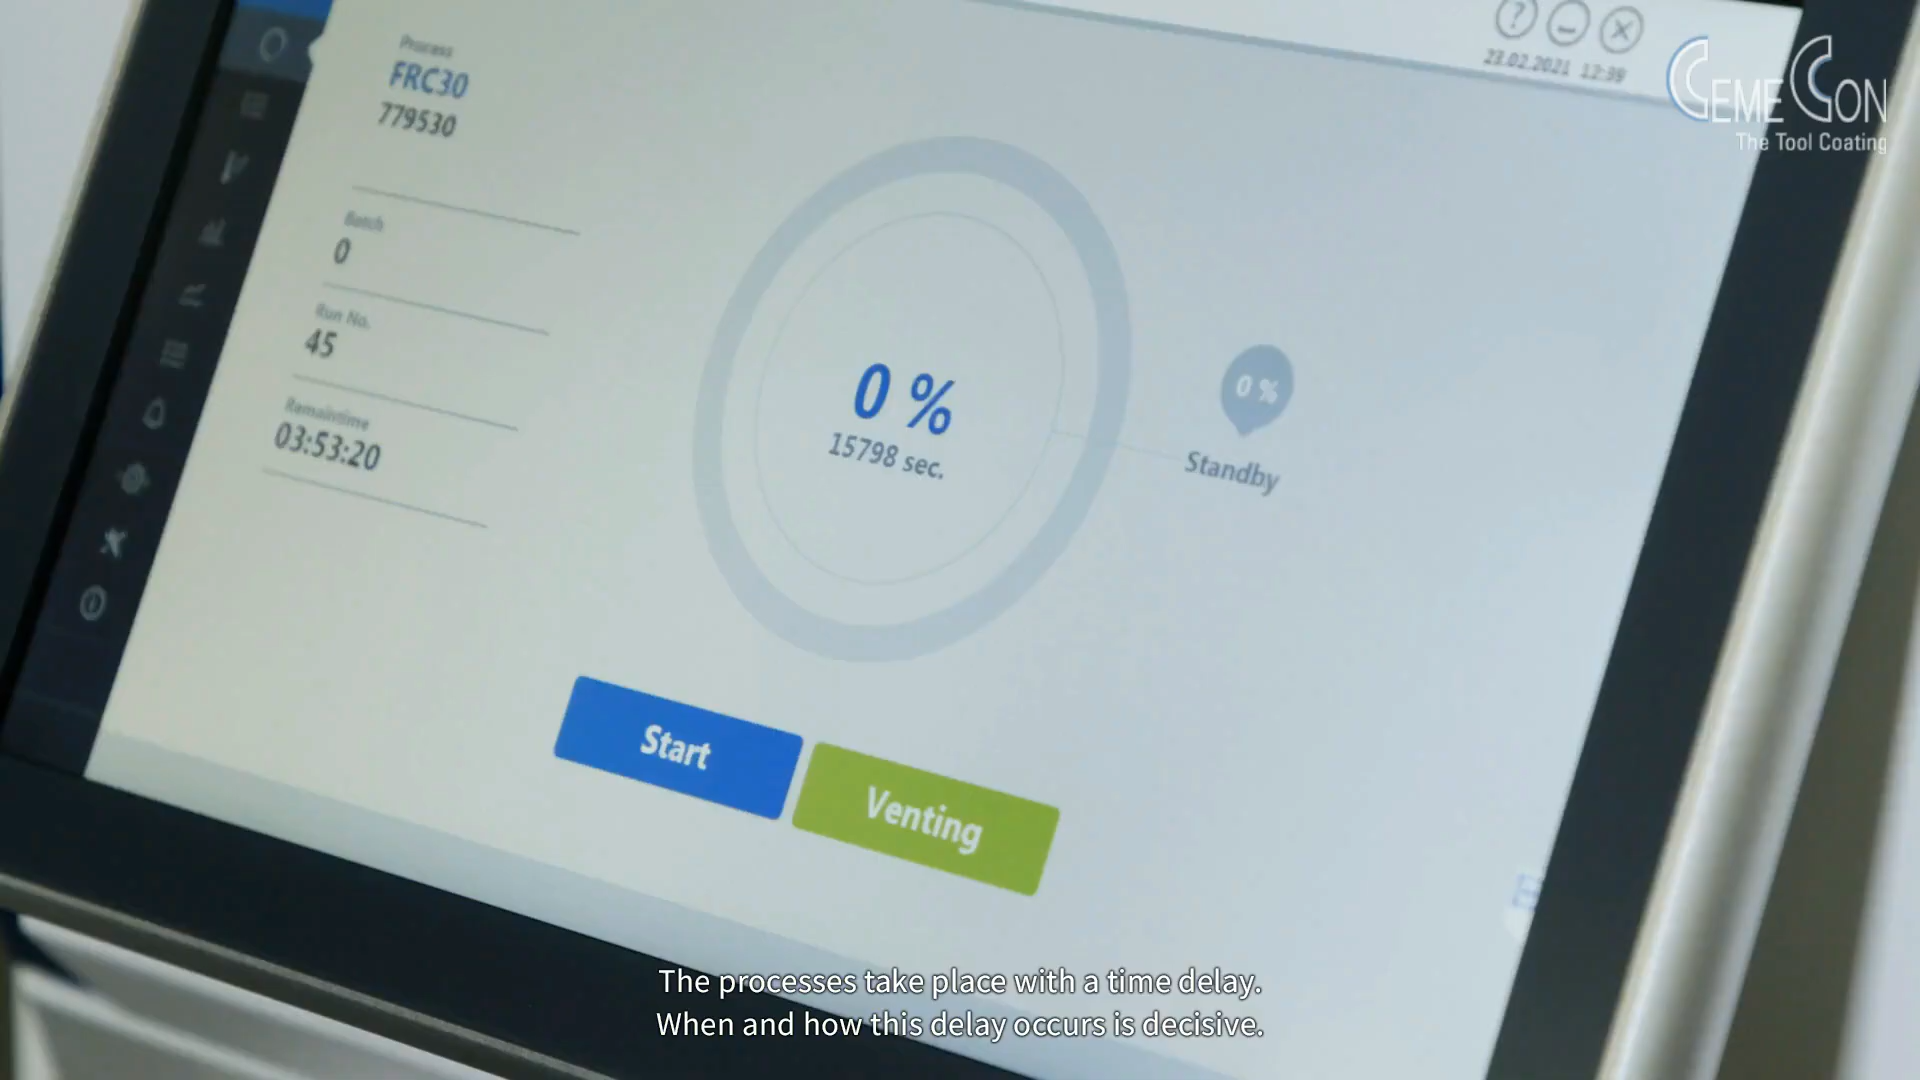 Process
FRC30
779530
Batch
0
Run No.
45
Remaintime
03:53:20
0 %
15798 sec.
0 %
Standby
Start
Venting
?
23.02.2021 12:39
CemeCon
The Tool Coating
The processes take place with a time delay.
When and how this delay occurs is decisive.